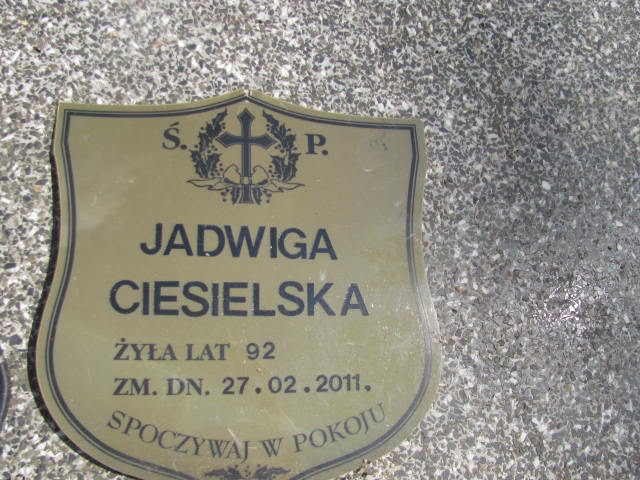 Ś. P.
JADWIGA
CIESIELSKA
ŻYŁA LAT 92
ZM. DN. 27.02.2011.
SPOCZYWAJ W POKOJU